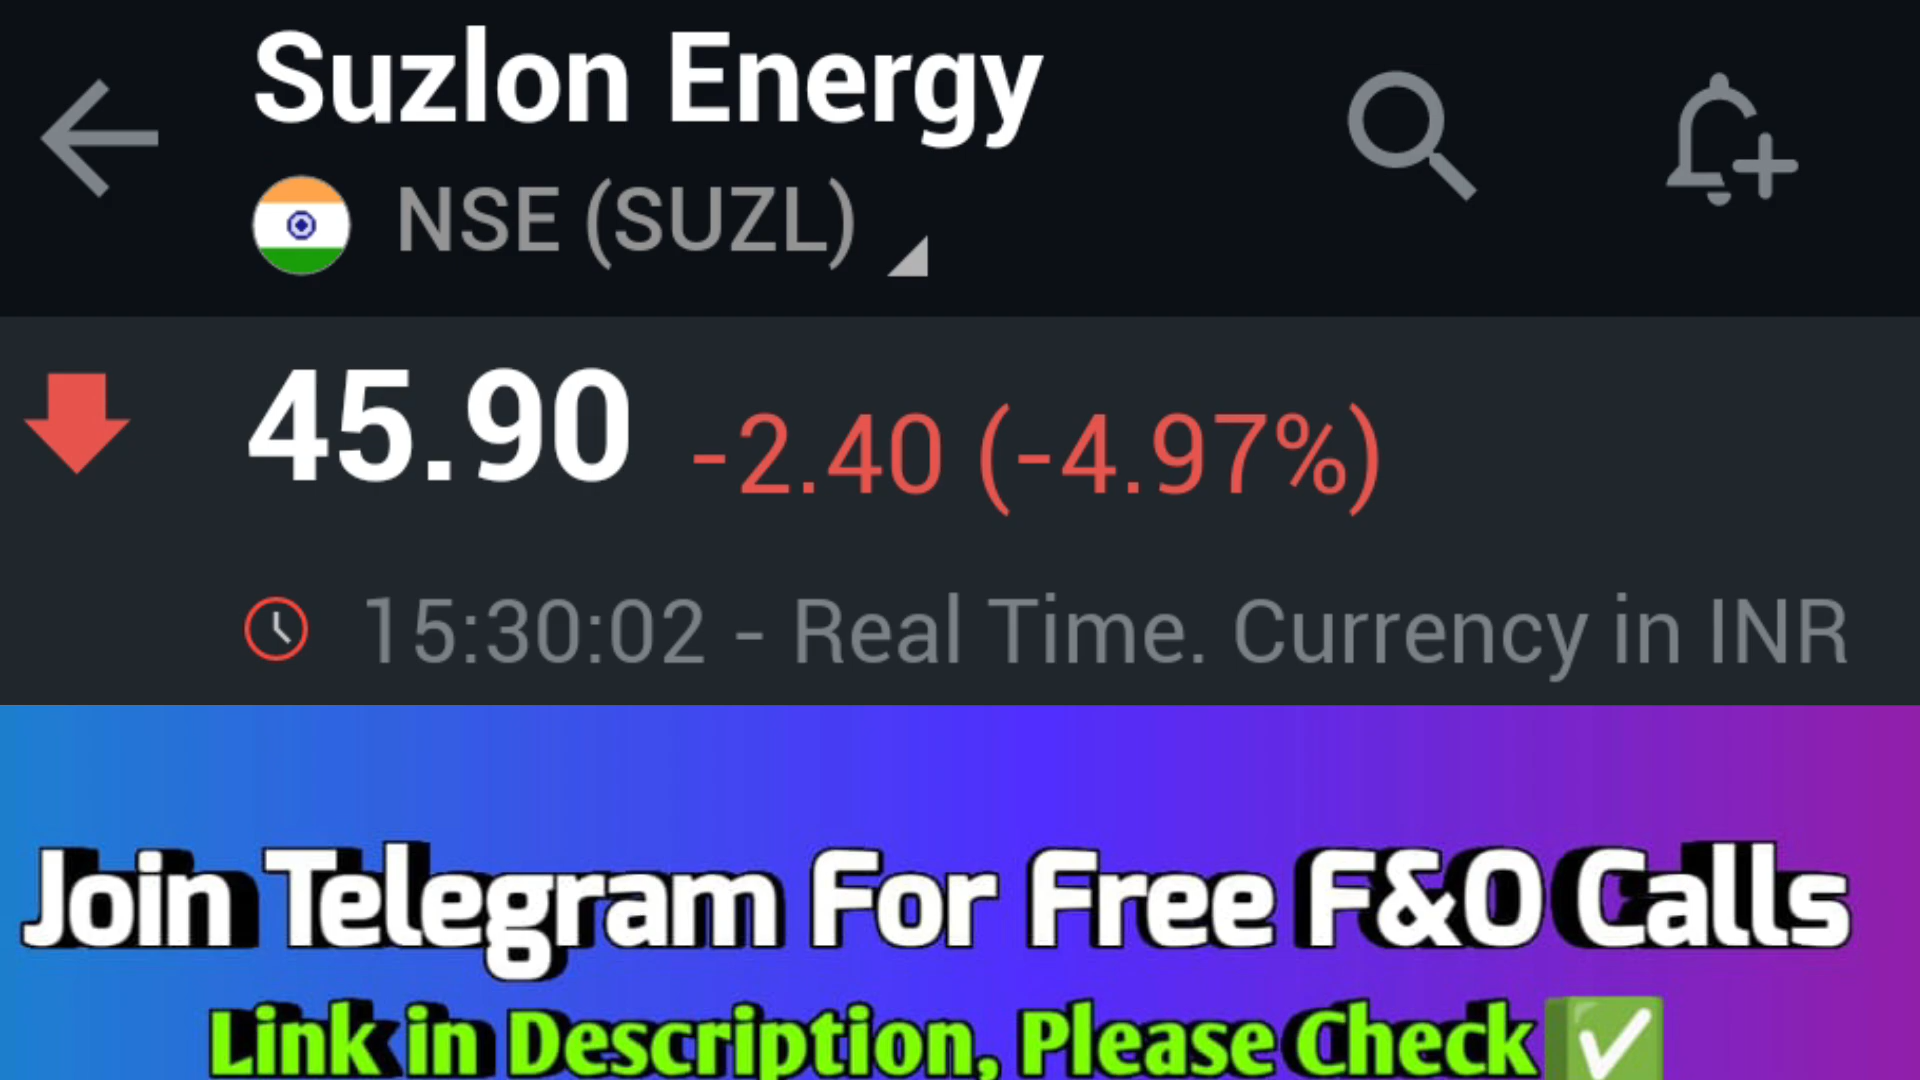 Suzlon Energy
NSE (SUZL)
45.90 -2.40 (-4.97%)
15:30:02 - Real Time. Currency in INR
Join Telegram For Free F&O Calls
Link in Description, Please Check